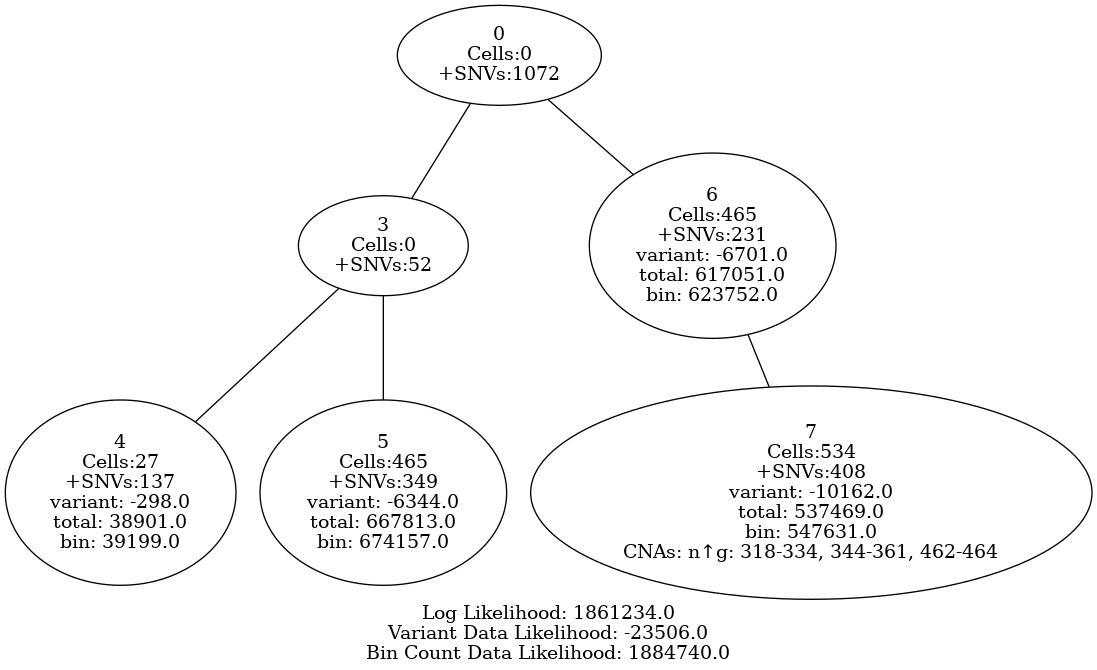 0
Cells:0
+SNVs:1072
3
Cells:0
+SNVs:52
6
Cells:465
+SNVs:231
variant: -6701.0
total: 617051.0
bin: 623752.0
4
Cells:27
+SNVs:137
variant: -298.0
total: 38901.0
bin: 39199.0
5
Cells:465
+SNVs:349
variant: -6344.0
total: 667813.0
bin: 674157.0
7
Cells:534
+SNVs:408
variant: -10162.0
total: 537469.0
bin: 547631.0
CNAs: n↑g: 318-334, 344-361, 462-464
Log Likelihood: 1861234.0
Variant Data Likelihood: -23506.0
Bin Count Data Likelihood: 1884740.0